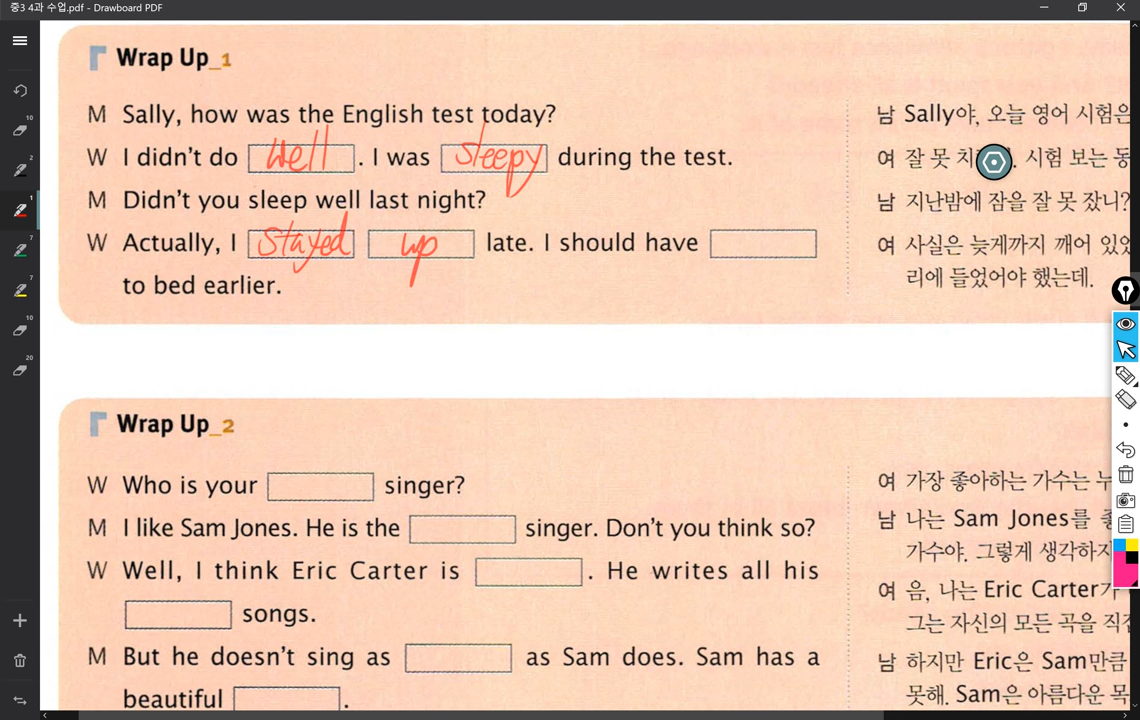 중3 4과 수업.pdf - Drawboard PDF
Wrap Up_1
M Sally, how was the English test today?
W I didn't do well . I was sleepy during the test.
M Didn't you sleep well last night?
W Actually, I stayed up late. I should have
to bed earlier.
남 Sally야, 오늘 영어 시험은
여 잘 못 시험 보는 동
남 지난밤에 잠을 잘 못 잤니?
여 사실은 늦게까지 깨어 있었
리에 들었어야 했는데.
Wrap Up_2
W Who is your singer?
M I like Sam Jones. He is the singer. Don't you think so?
W Well, I think Eric Carter is . He writes all his
songs.
M But he doesn't sing as as Sam does. Sam has a
beautiful .
여 가장 좋아하는 가수는 누
남 나는 Sam Jones를
가수야. 그렇게 생각하지
여 음, 나는 Eric Carter가
그는 자신의 모든 곡을 직접
남 하지만 Eric은 Sam만큼
못해. Sam은 아름다운 목
10
2
1
7
7
10
20